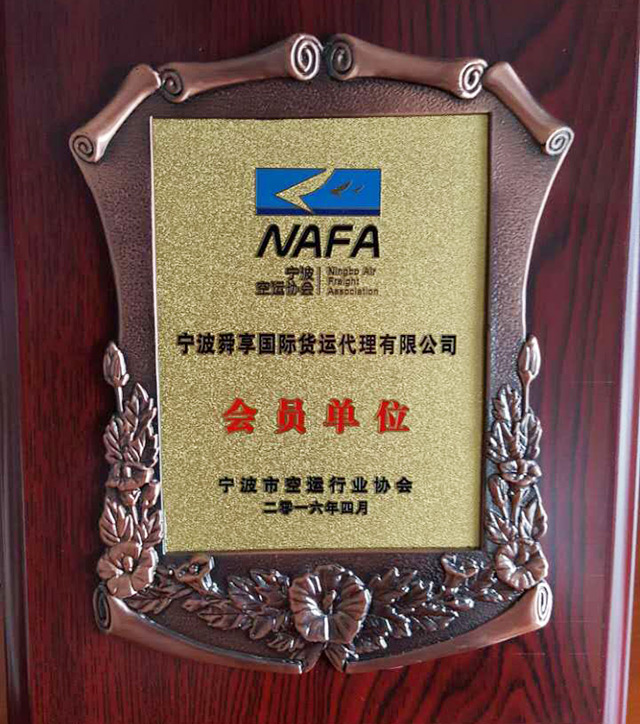 NAFA
宁波
空运协会
Ningbo Air
Freight
Association
宁波舜享国际货运代理有限公司
会员单位
宁波市空运行业协会
二零一六年四月